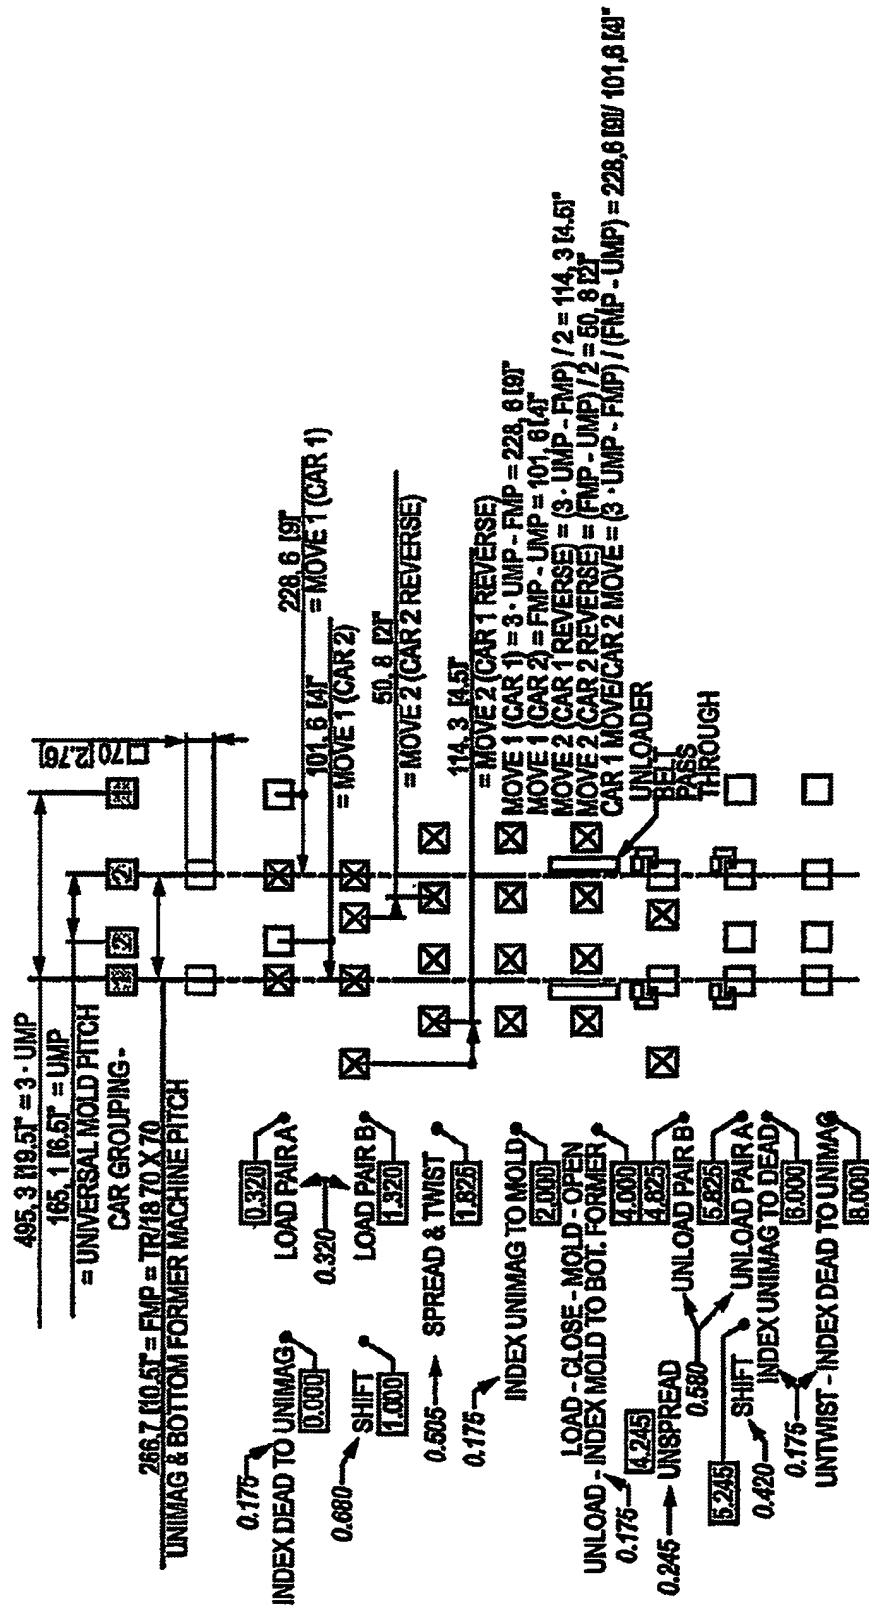 495, 3 [19.5]" = 3 · UMP
165, 1 [6.5]" = UMP
= UNIVERSAL MOLD PITCH
CAR GROUPING -
266.7 [10.5]" = FMP = TR/18 70 X 70
UNIMAG & BOTTOM FORMER MACHINE PITCH
1
2
2
1
□70 [2.76]
228, 6 [9]"
= MOVE 1 (CAR 1)
101, 6 [4]"
= MOVE 1 (CAR 2)
50, 8 [2]"
= MOVE 2 (CAR 2 REVERSE)
114, 3 [4.5]"
= MOVE 2 (CAR 1 REVERSE)
MOVE 1 (CAR 1) = 3 · UMP - FMP = 228, 6 [9]"
MOVE 1 (CAR 2) = FMP - UMP = 101, 6 [4]"
MOVE 2 (CAR 1 REVERSE) = (3 · UMP - FMP) / 2 = 114, 3 [4.5]"
MOVE 2 (CAR 2 REVERSE) = (FMP - UMP) / 2 = 50, 8 [2]"
CAR 1 MOVE/CAR 2 MOVE = (3 · UMP - FMP) / (FMP - UMP) = 228,6 [9]/ 101,6 [4]"
UNLOADER
BELT
PASS
THROUGH
0.175
INDEX DEAD TO UNIMAG
0.000
0.320
LOAD PAIR A
0.320
0.680
SHIFT
1.000
LOAD PAIR B
1.320
0.505
SPREAD & TWIST
1.825
0.175
INDEX UNIMAG TO MOLD
2.000
LOAD - CLOSE - MOLD - OPEN
UNLOAD - INDEX MOLD TO BOT. FORMER
4.000
0.175
4.245
0.245
UNSPREAD
4.825
UNLOAD PAIR B
0.580
5.245
SHIFT
0.420
5.825
UNLOAD PAIR A
INDEX UNIMAG TO DEAD
6.000
0.175
UNTWIST - INDEX DEAD TO UNIMAG
8.000